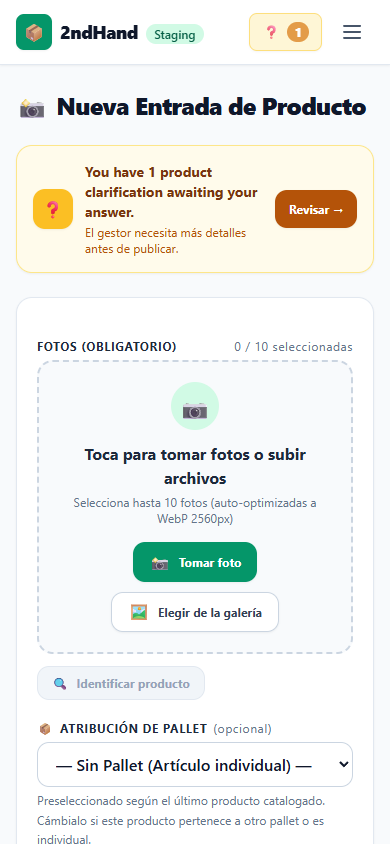 2ndHand Staging 1
Nueva Entrada de Producto
You have 1 product
clarification awaiting your
answer.
El gestor necesita más detalles
antes de publicar.
Revisar →
FOTOS (OBLIGATORIO) 0 / 10 seleccionadas
Toca para tomar fotos o subir
archivos
Selecciona hasta 10 fotos (auto-optimizadas a
WebP 2560px)
Tomar foto
Elegir de la galería
Identificar producto
ATRIBUCIÓN DE PALLET (opcional)
— Sin Pallet (Artículo individual) —
Preseleccionado según el último producto catalogado.
Cámbialo si este producto pertenece a otro pallet o es
individual.